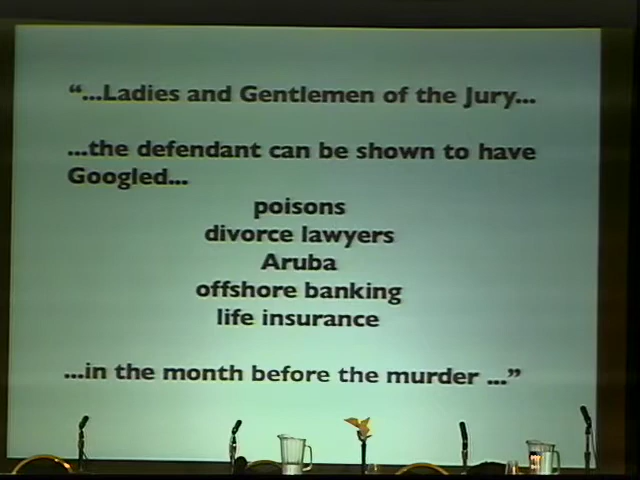 “...Ladies and Gentlemen of the Jury...
...the defendant can be shown to have
Googled...
poisons
divorce lawyers
Aruba
offshore banking
life insurance
...in the month before the murder ...”